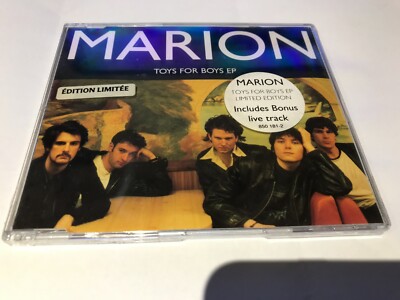 MARION
TOYS FOR BOYS EP
ÉDITION LIMITÉE
MARION
TOYS FOR BOYS EP
LIMITED EDITION
Includes Bonus
live track
850 181-2